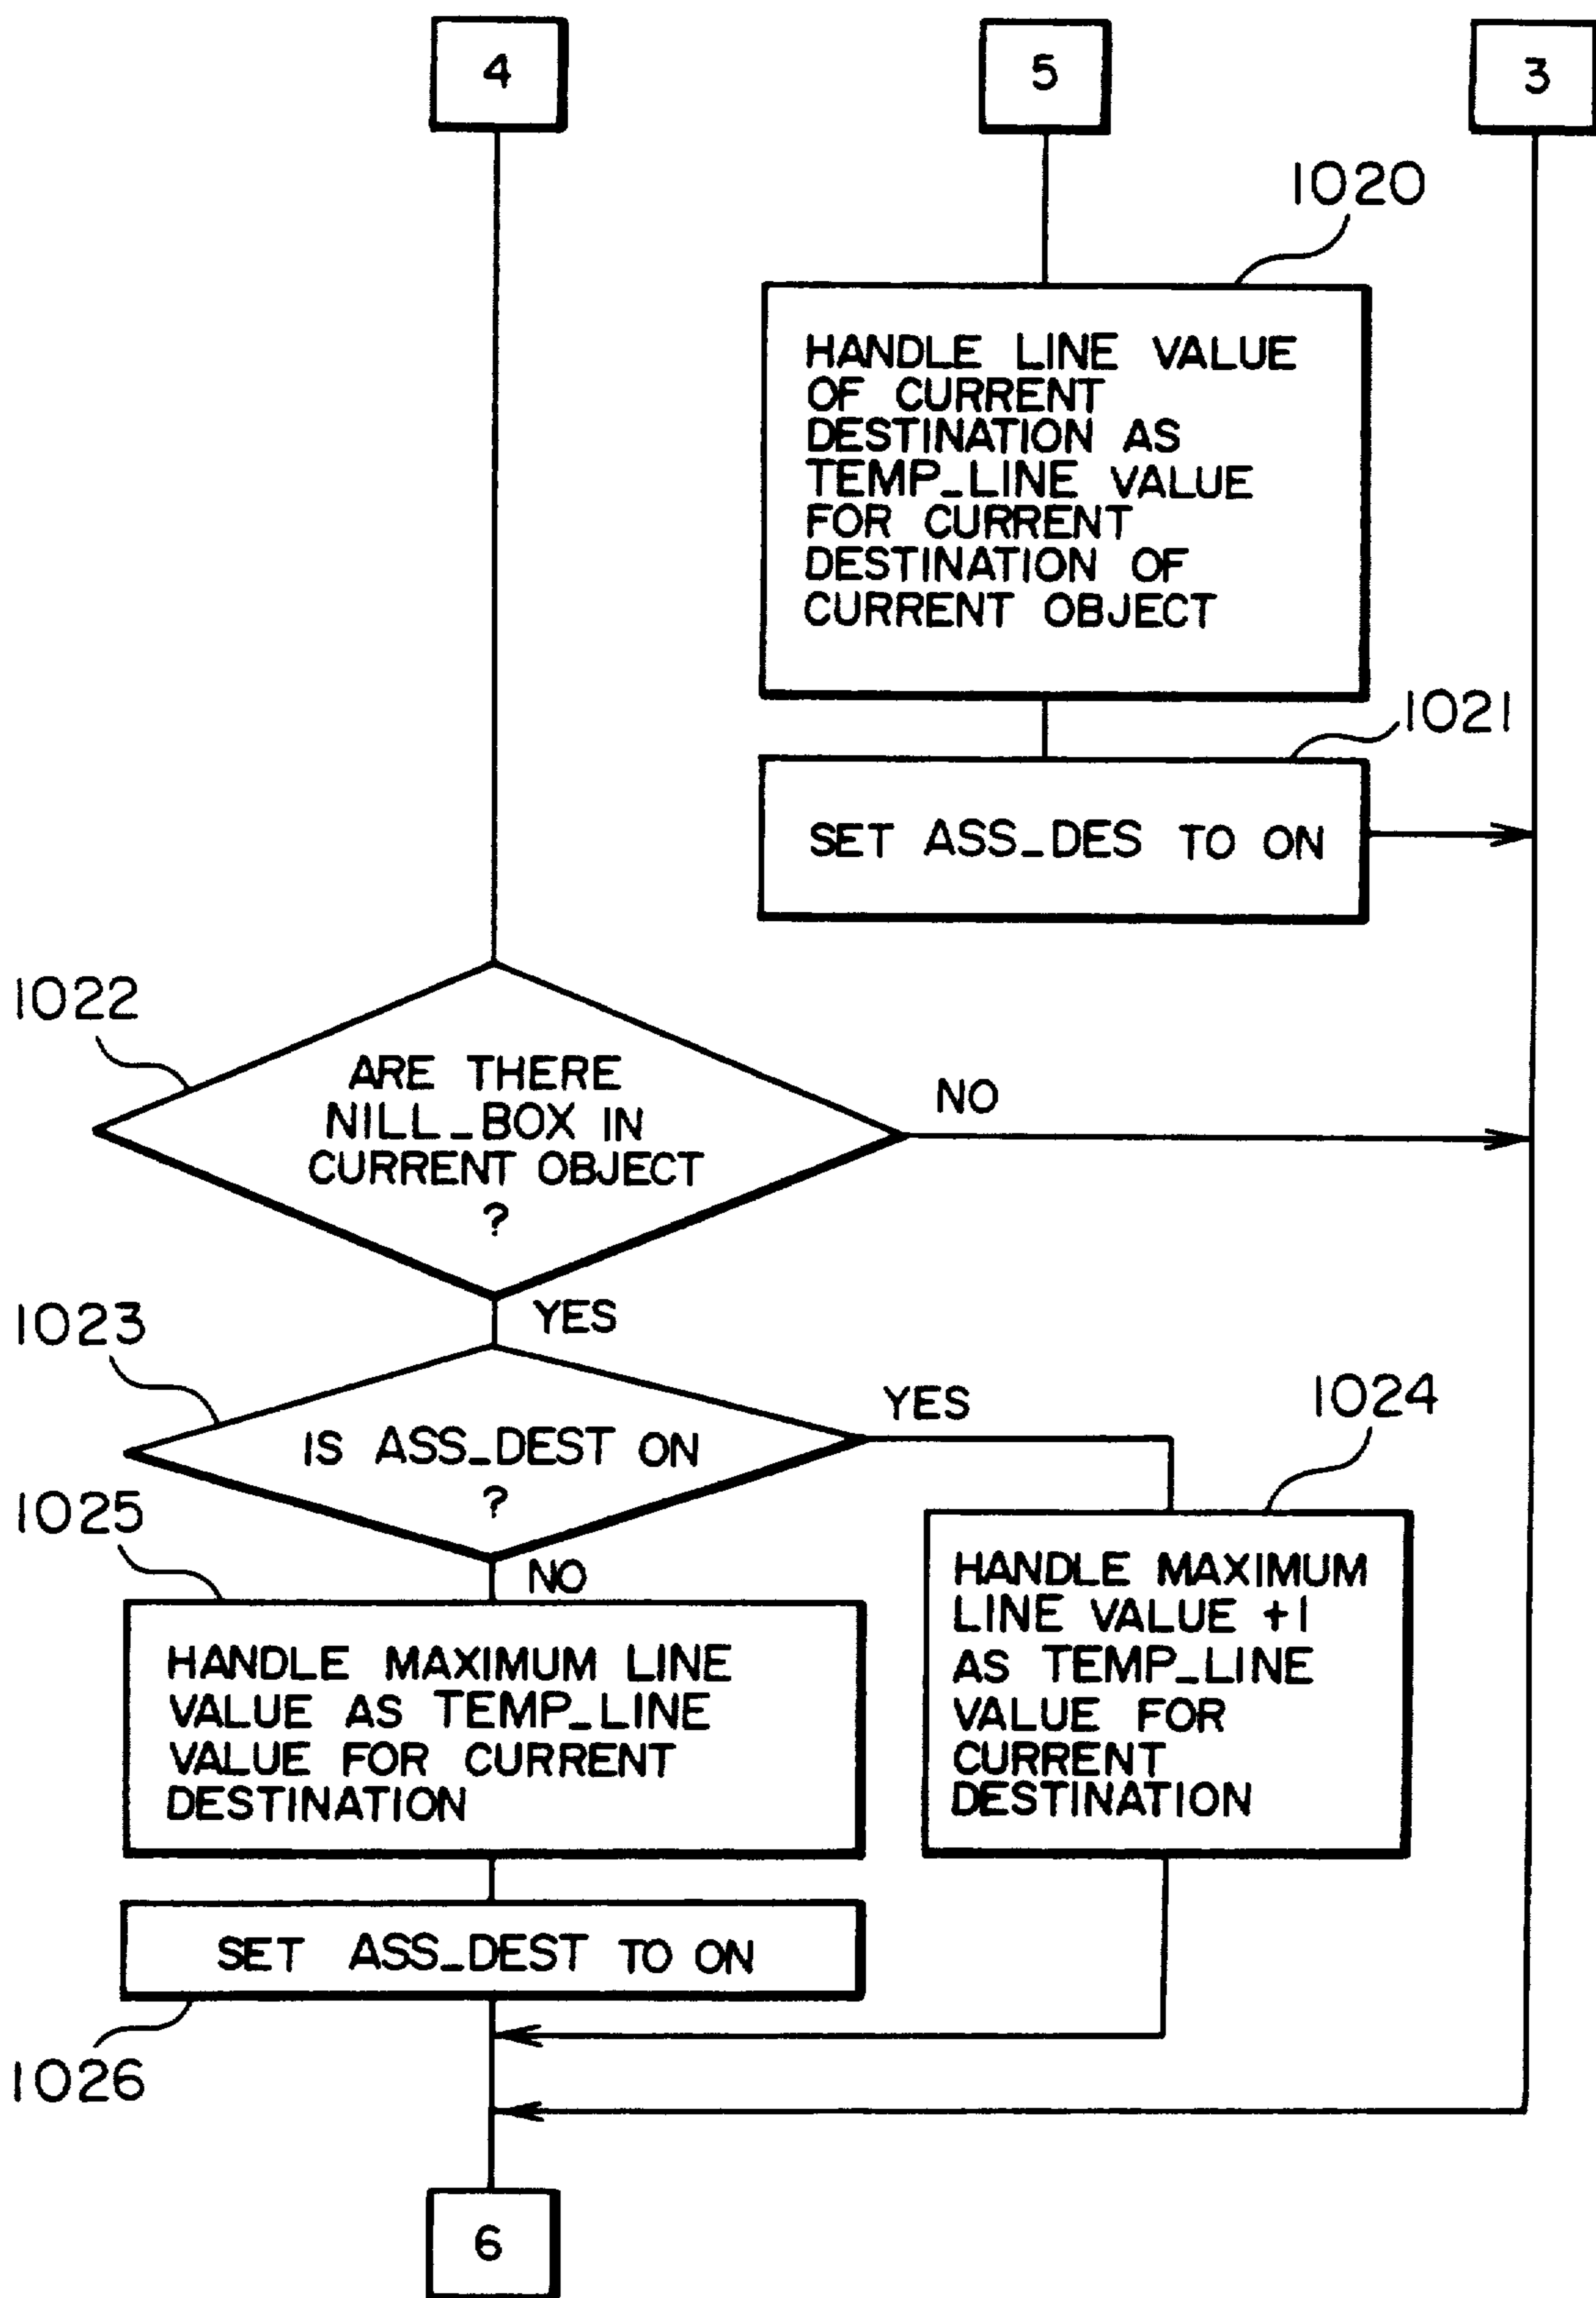 4
5
3
1020
HANDLE LINE VALUE
OF CURRENT
DESTINATION AS
TEMP_LINE VALUE
FOR CURRENT
DESTINATION OF
CURRENT OBJECT
1021
SET ASS_DES TO ON
1022
ARE THERE
NILL_BOX IN
CURRENT OBJECT
?
NO
YES
1023
IS ASS_DEST ON
?
YES
1024
NO
1025
HANDLE MAXIMUM LINE
VALUE AS TEMP_LINE
VALUE FOR CURRENT
DESTINATION
HANDLE MAXIMUM
LINE VALUE +1
AS TEMP_LINE
VALUE FOR
CURRENT
DESTINATION
SET ASS_DEST TO ON
1026
6